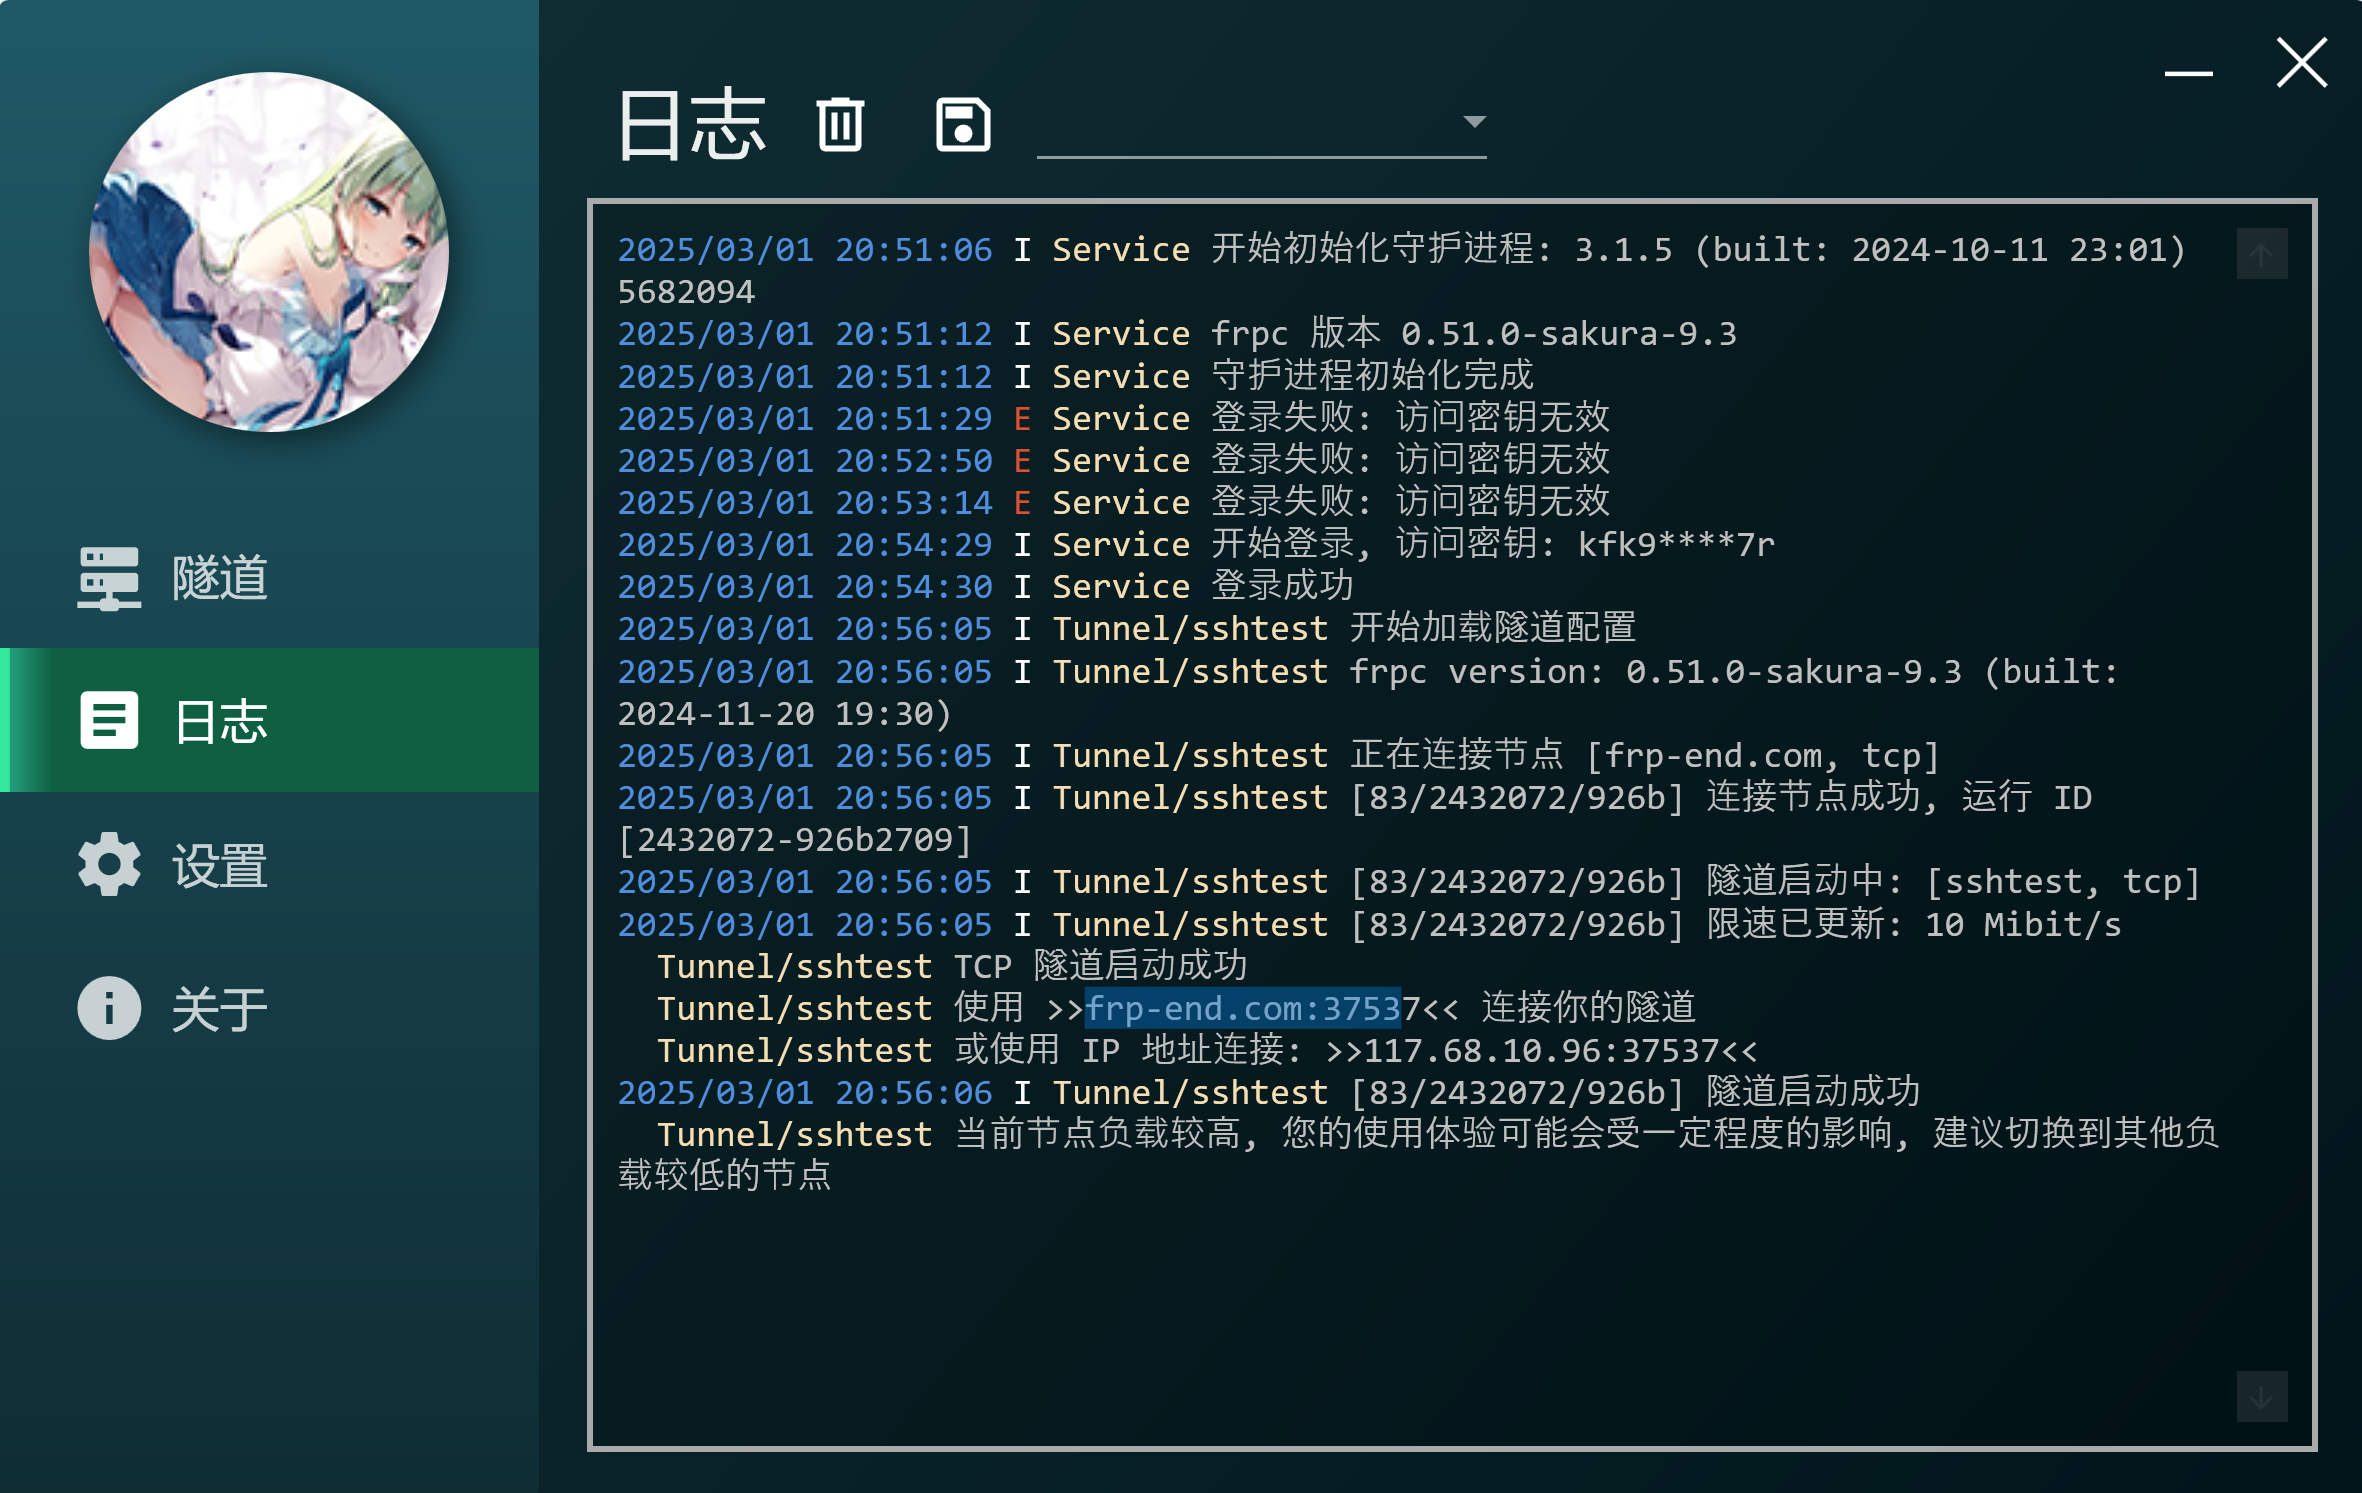 日志
隧道
日志
设置
关于
2025/03/01 20:51:06 I Service 开始初始化守护进程: 3.1.5 (built: 2024-10-11 23:01)
5682094
2025/03/01 20:51:12 I Service frpc 版本 0.51.0-sakura-9.3
2025/03/01 20:51:12 I Service 守护进程初始化完成
2025/03/01 20:51:29 E Service 登录失败: 访问密钥无效
2025/03/01 20:52:50 E Service 登录失败: 访问密钥无效
2025/03/01 20:53:14 E Service 登录失败: 访问密钥无效
2025/03/01 20:54:29 I Service 开始登录, 访问密钥: kfk9****7r
2025/03/01 20:54:30 I Service 登录成功
2025/03/01 20:56:05 I Tunnel/sshtest 开始加载隧道配置
2025/03/01 20:56:05 I Tunnel/sshtest frpc version: 0.51.0-sakura-9.3 (built:
2024-11-20 19:30)
2025/03/01 20:56:05 I Tunnel/sshtest 正在连接节点 [frp-end.com, tcp]
2025/03/01 20:56:05 I Tunnel/sshtest [83/2432072/926b] 连接节点成功, 运行 ID
[2432072-926b2709]
2025/03/01 20:56:05 I Tunnel/sshtest [83/2432072/926b] 隧道启动中: [sshtest, tcp]
2025/03/01 20:56:05 I Tunnel/sshtest [83/2432072/926b] 限速已更新: 10 Mibit/s
Tunnel/sshtest TCP 隧道启动成功
Tunnel/sshtest 使用 >>frp-end.com:37537<< 连接你的隧道
Tunnel/sshtest 或使用 IP 地址连接: >>117.68.10.96:37537<<
2025/03/01 20:56:06 I Tunnel/sshtest [83/2432072/926b] 隧道启动成功
Tunnel/sshtest 当前节点负载较高, 您的使用体验可能会受一定程度的影响, 建议切换到其他负
载较低的节点